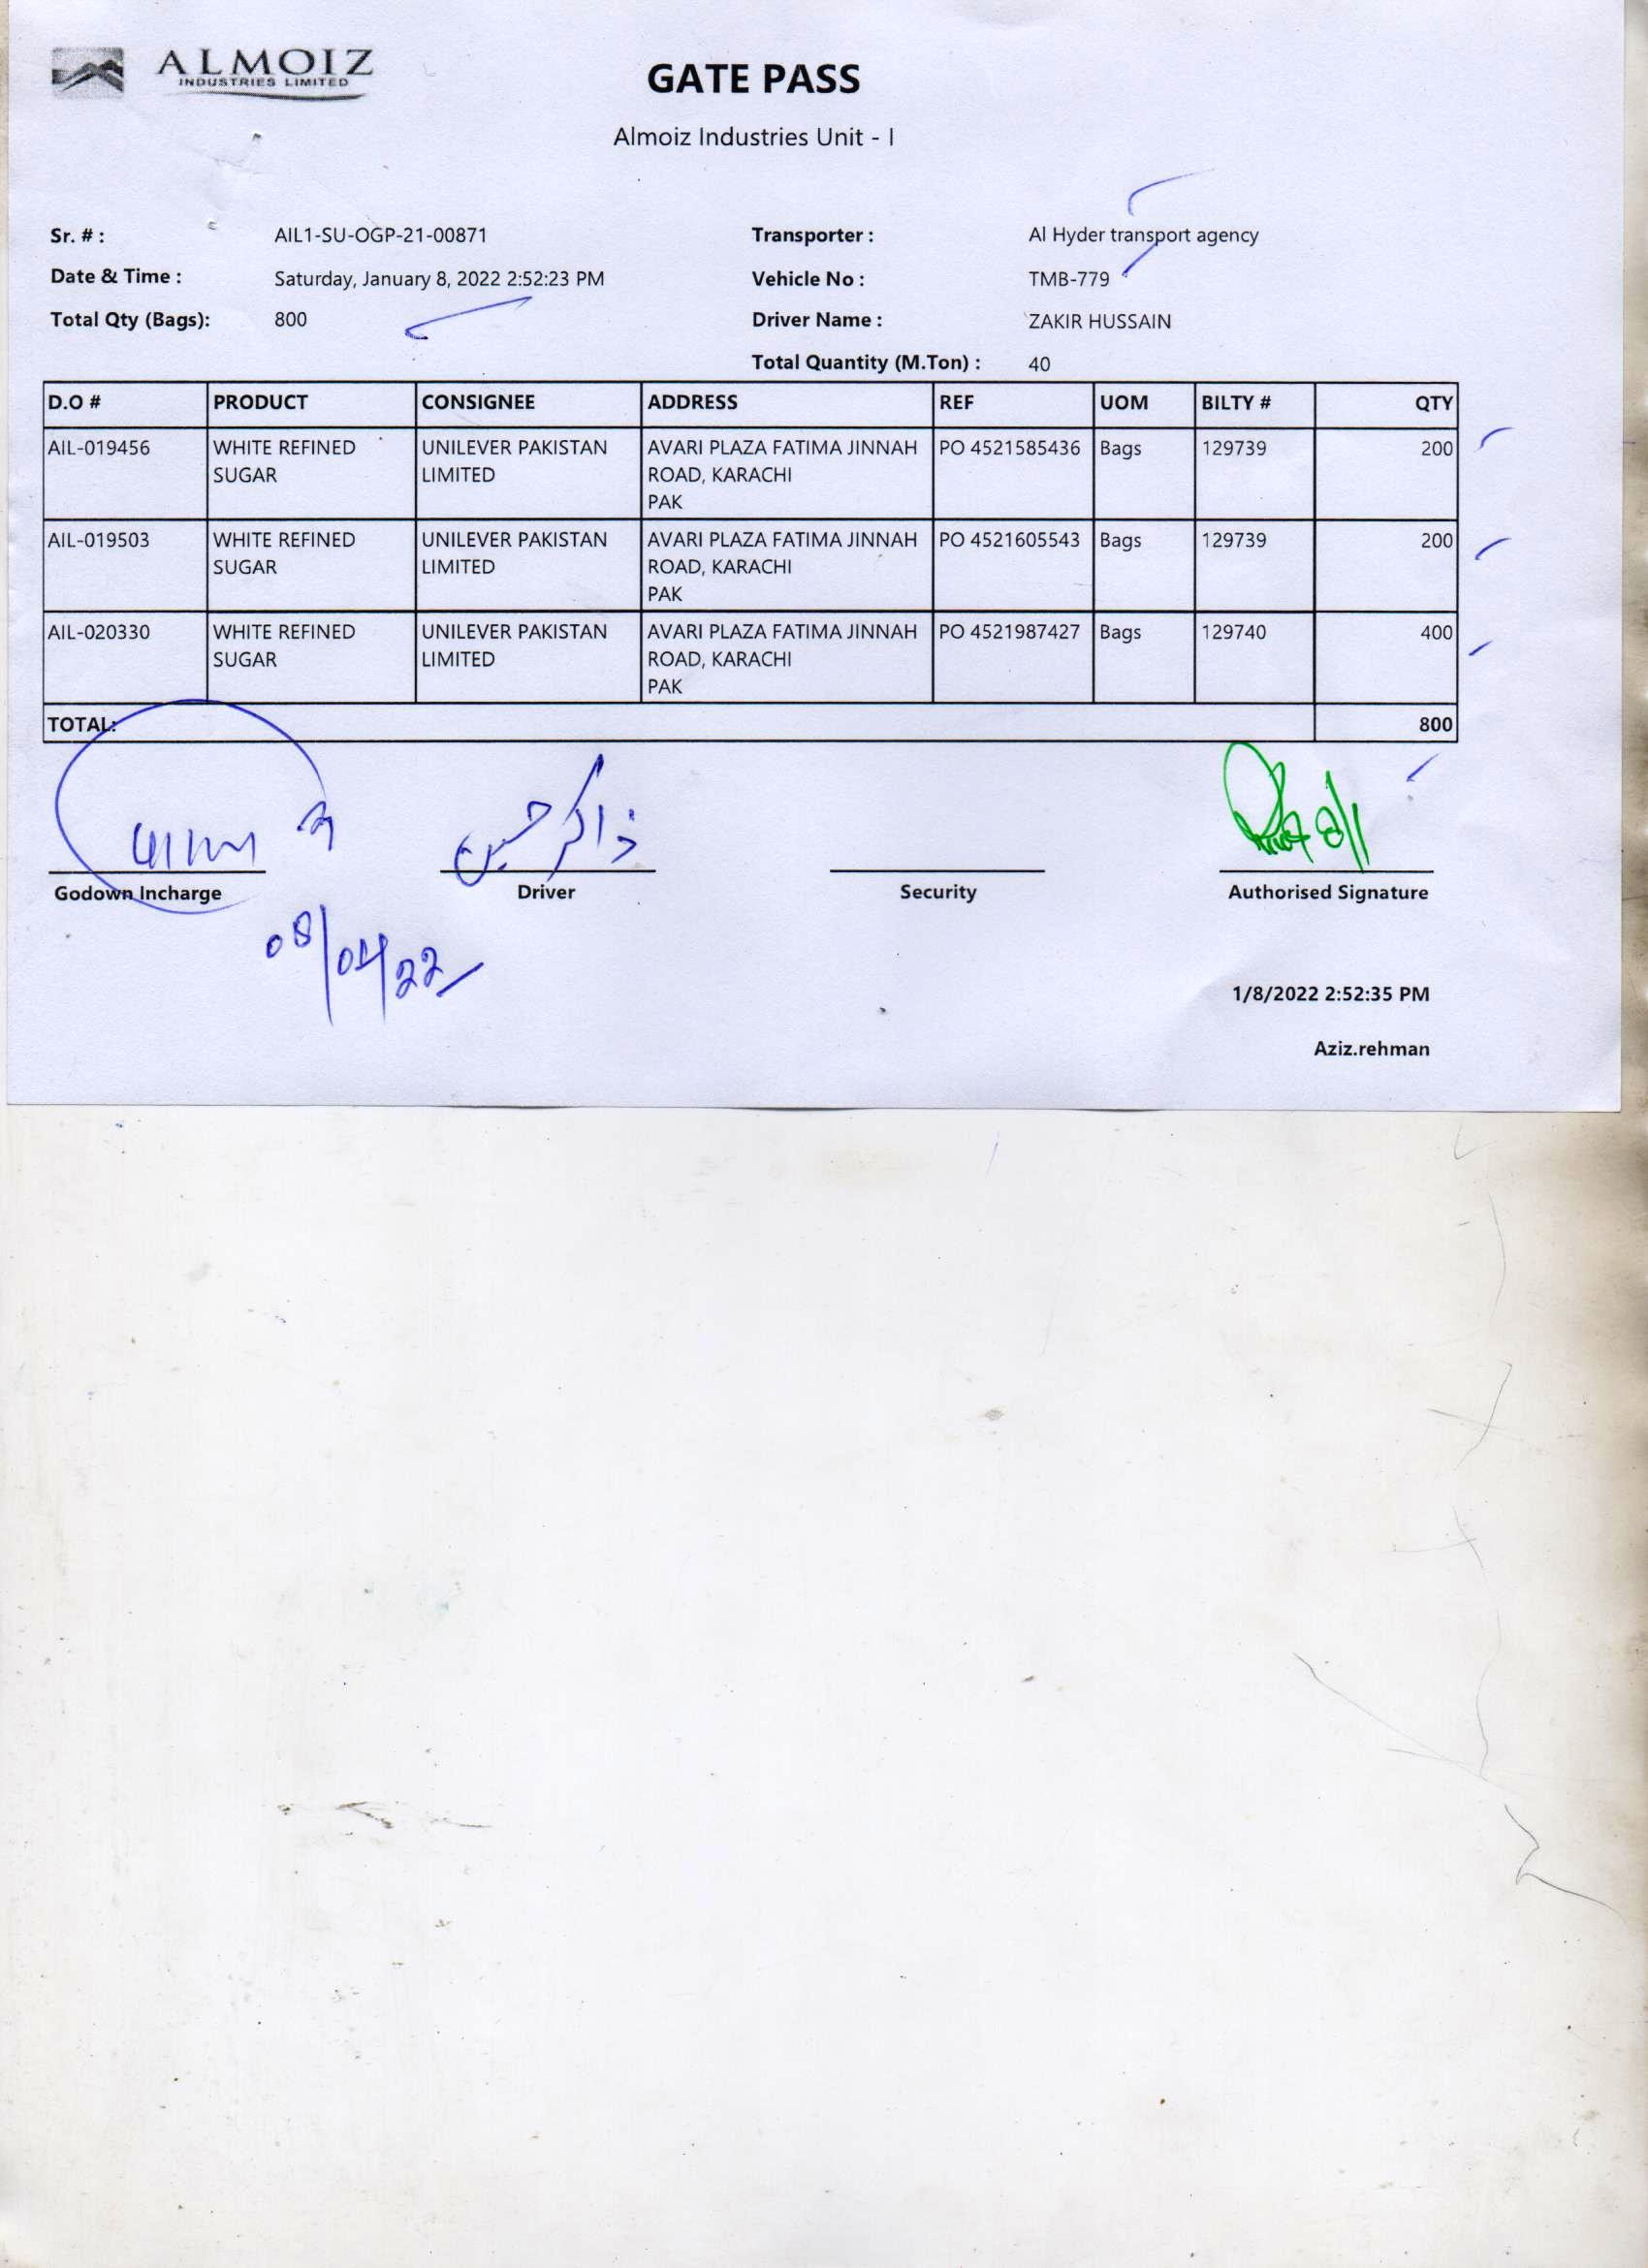 ALMOIZ
INDUSTRIES LIMITED
GATE PASS
Almoiz Industries Unit - I
Sr. # : AIL1-SU-OGP-21-00871 Transporter : Al Hyder transport agency
Date & Time : Saturday, January 8, 2022 2:52:23 PM Vehicle No : TMB-779
Total Qty (Bags): 800 Driver Name : ZAKIR HUSSAIN
Total Quantity (M.Ton) : 40
D.O # PRODUCT CONSIGNEE ADDRESS REF UOM BILTY # QTY
AIL-019456 WHITE REFINED UNILEVER PAKISTAN AVARI PLAZA FATIMA JINNAH PO 4521585436 Bags 129739 200
SUGAR LIMITED ROAD, KARACHI
PAK
AIL-019503 WHITE REFINED UNILEVER PAKISTAN AVARI PLAZA FATIMA JINNAH PO 4521605543 Bags 129739 200
SUGAR LIMITED ROAD, KARACHI
PAK
AIL-020330 WHITE REFINED UNILEVER PAKISTAN AVARI PLAZA FATIMA JINNAH PO 4521987427 Bags 129740 400
SUGAR LIMITED ROAD, KARACHI
PAK
TOTAL: 800
ذاکر حسین
Godown Incharge Driver Security Authorised Signature
08/01/22
1/8/2022 2:52:35 PM
Aziz.rehman